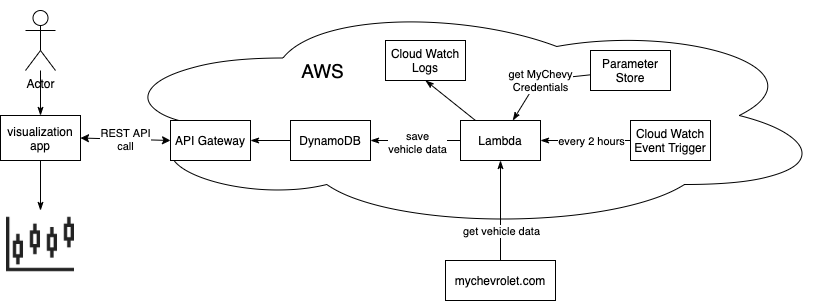 Actor
visualization
app
REST API
call
AWS
API Gateway
DynamoDB
save
vehicle data
Cloud Watch
Logs
Lambda
get MyChevy
Credentials
Parameter
Store
every 2 hours
Cloud Watch
Event Trigger
get vehicle data
mychevrolet.com